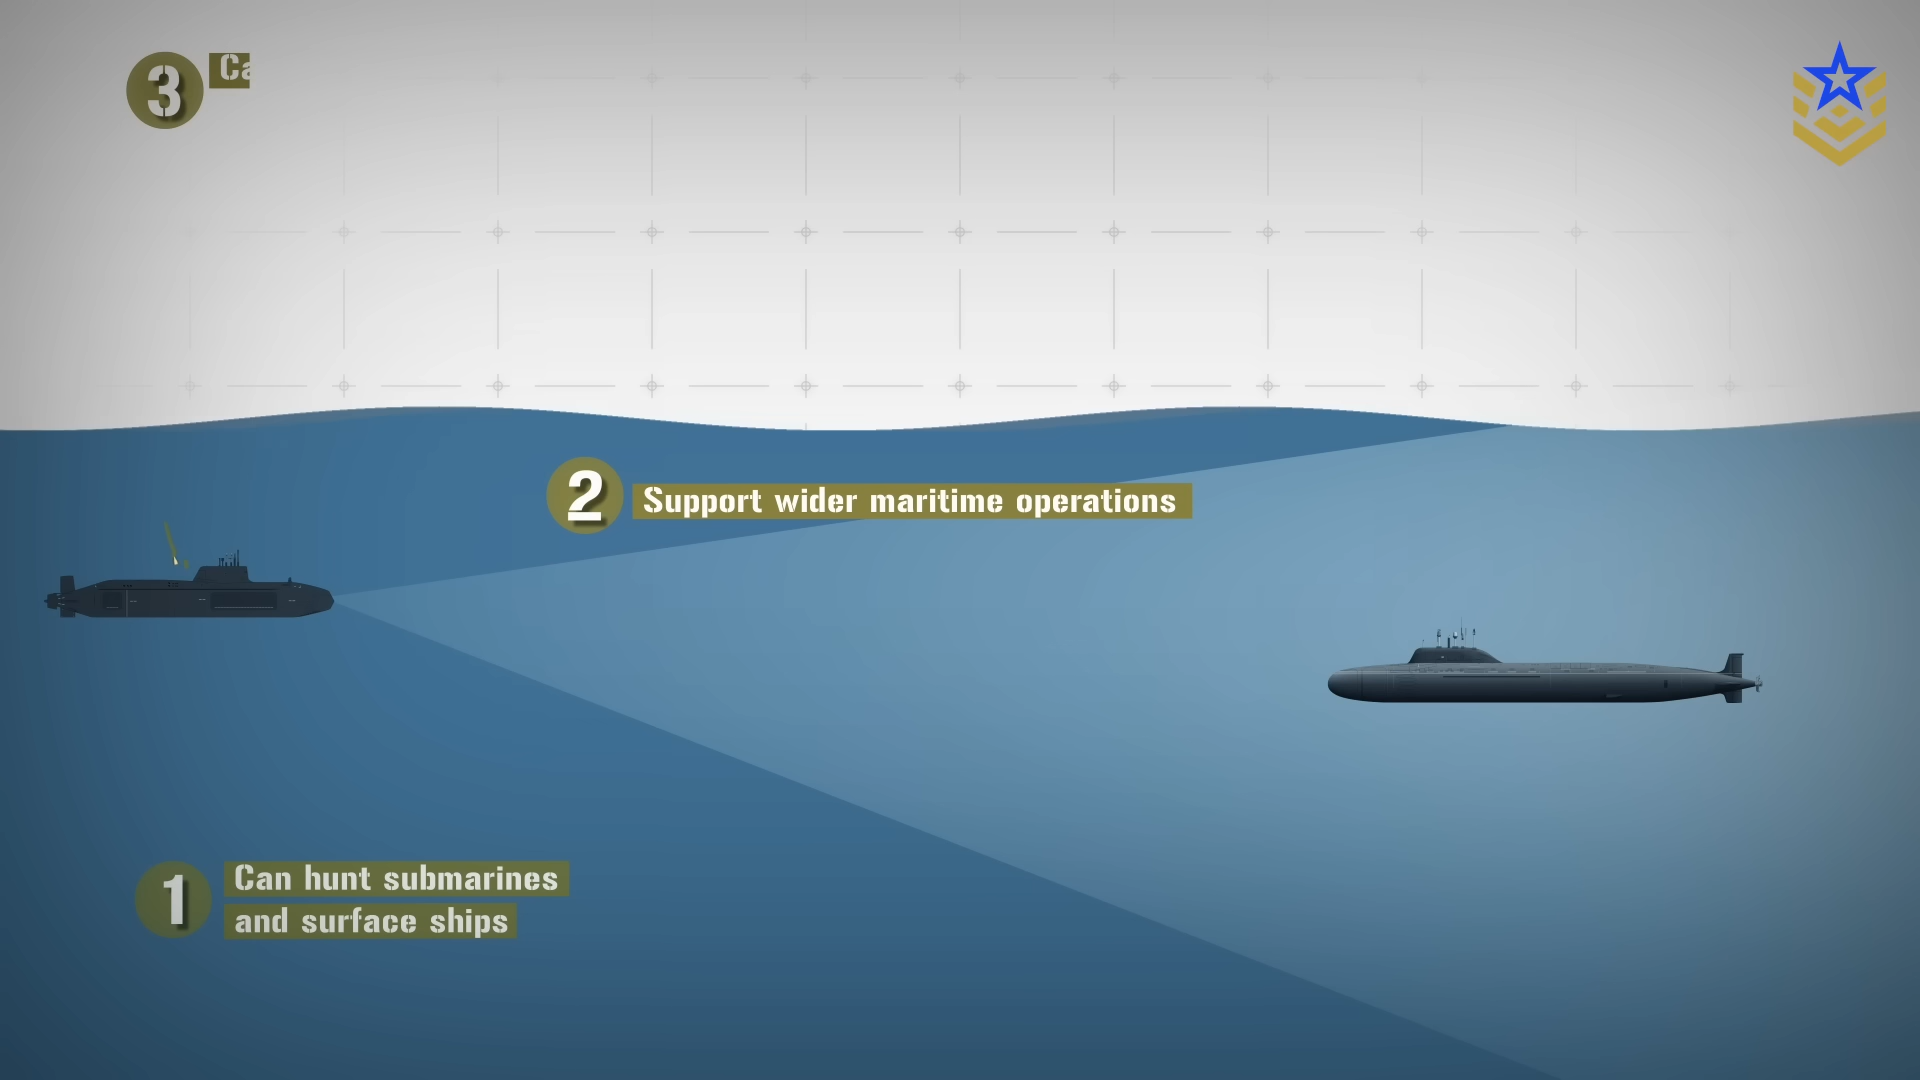 3
2
Support wider maritime operations
1
Can hunt submarines
and surface ships